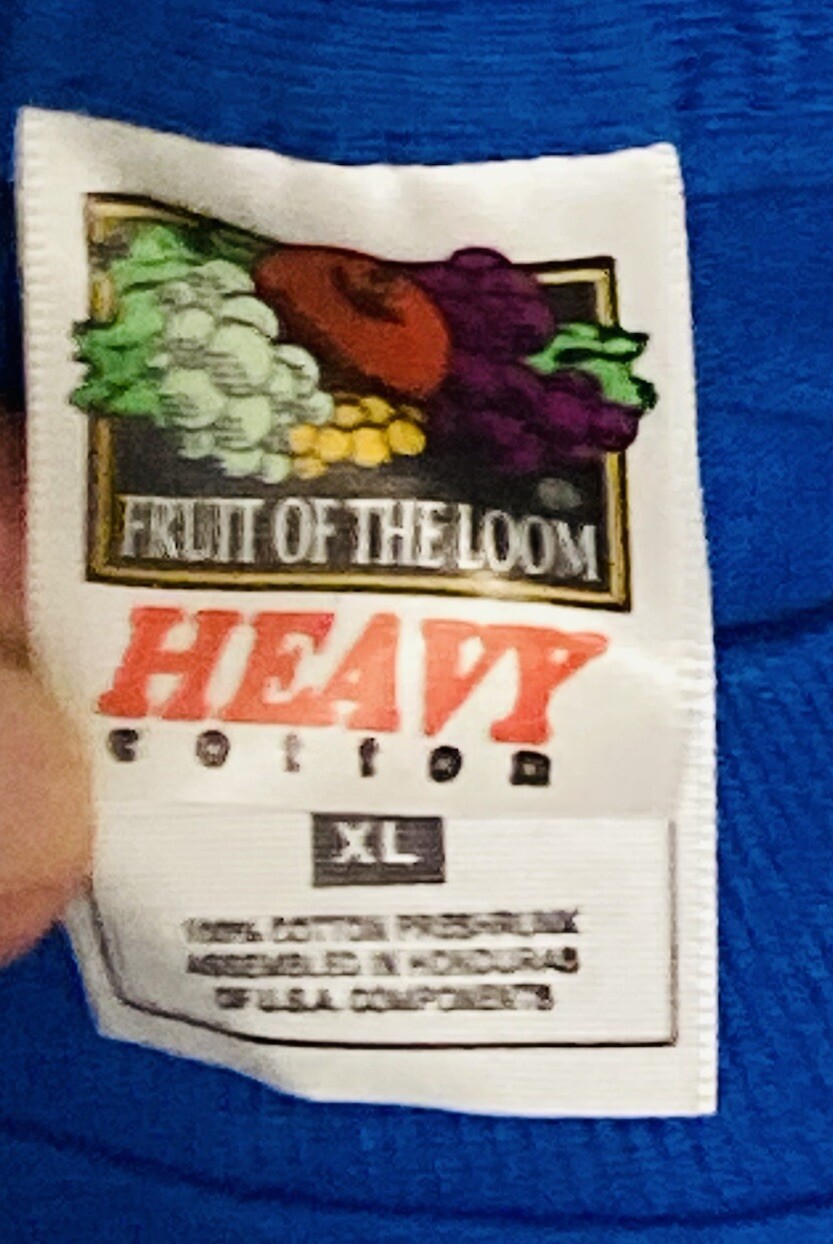 FRUIT OF THE LOOM
HEAVY
cotton
XL
100% COTTON PRESHRUNK
ASSEMBLED IN HONDURAS
OF U.S.A. COMPONENTS